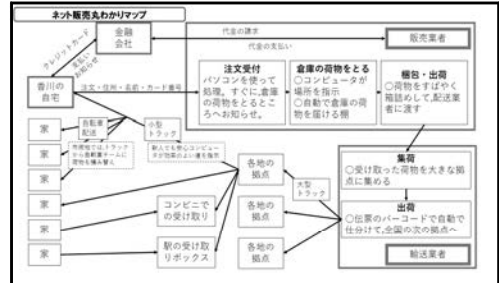 ネット販売丸わかりマップ
金融
会社
代金の請求
代金の支払い
販売業者
クレジットカード
支払い
お知らせ
香川の
自宅
注文・住所・名前・カード番号
注文受付
パソコンを使って
処理。すぐに,倉庫
の荷物をとるところ
へお知らせ。
倉庫の荷物をとる
○コンピュータが
場所を指示
○自動で倉庫の荷
物を届ける棚
梱包・出荷
○荷物をすばやく
箱詰めして,配送業
者に渡す
家
家
家
家
家
家
自転車
配送
小型
トラック
コンビニで
の受け取り
駅の受け取
りボックス
各地の
拠点
各地の
拠点
各地の
拠点
大型
トラック
集荷
○受け取った荷物を大きな拠
点に集める
出荷
○伝票のバーコードで自動で
仕分けて,全国の次の拠点へ
輸送業者